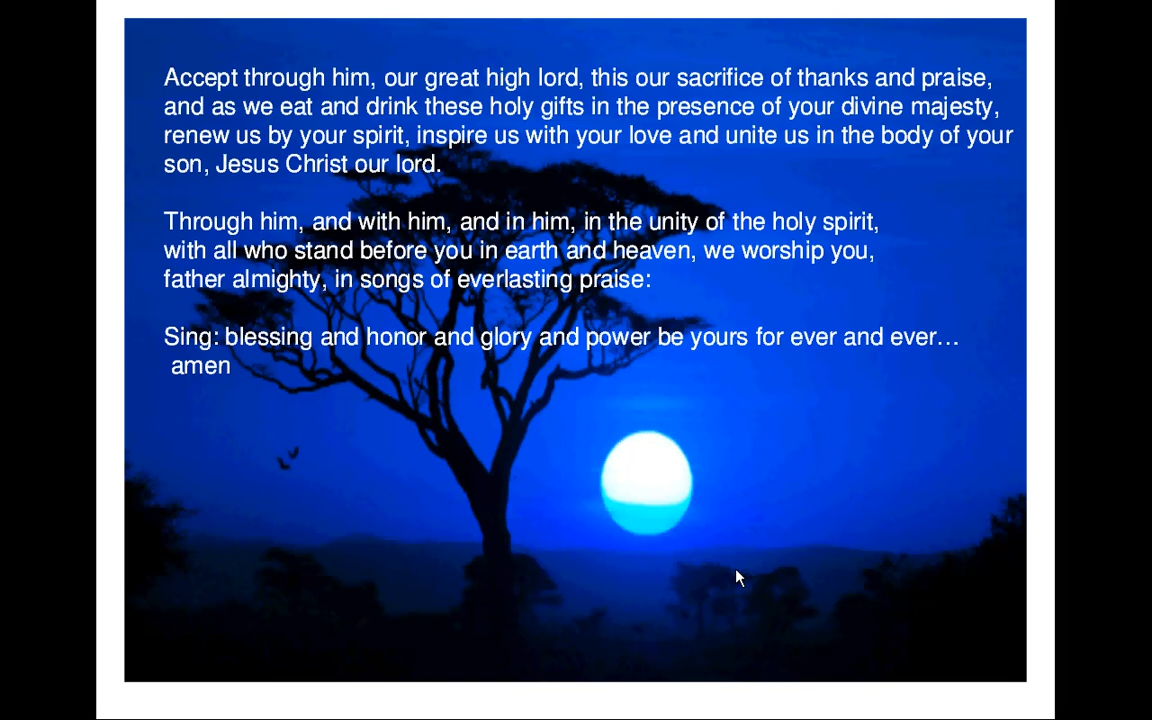 Accept through him, our great high lord, this our sacrifice of thanks and praise,
and as we eat and drink these holy gifts in the presence of your divine majesty,
renew us by your spirit, inspire us with your love and unite us in the body of your
son, Jesus Christ our lord.
Through him, and with him, and in him, in the unity of the holy spirit,
with all who stand before you in earth and heaven, we worship you,
father almighty, in songs of everlasting praise:
Sing: blessing and honor and glory and power be yours for ever and ever…
amen